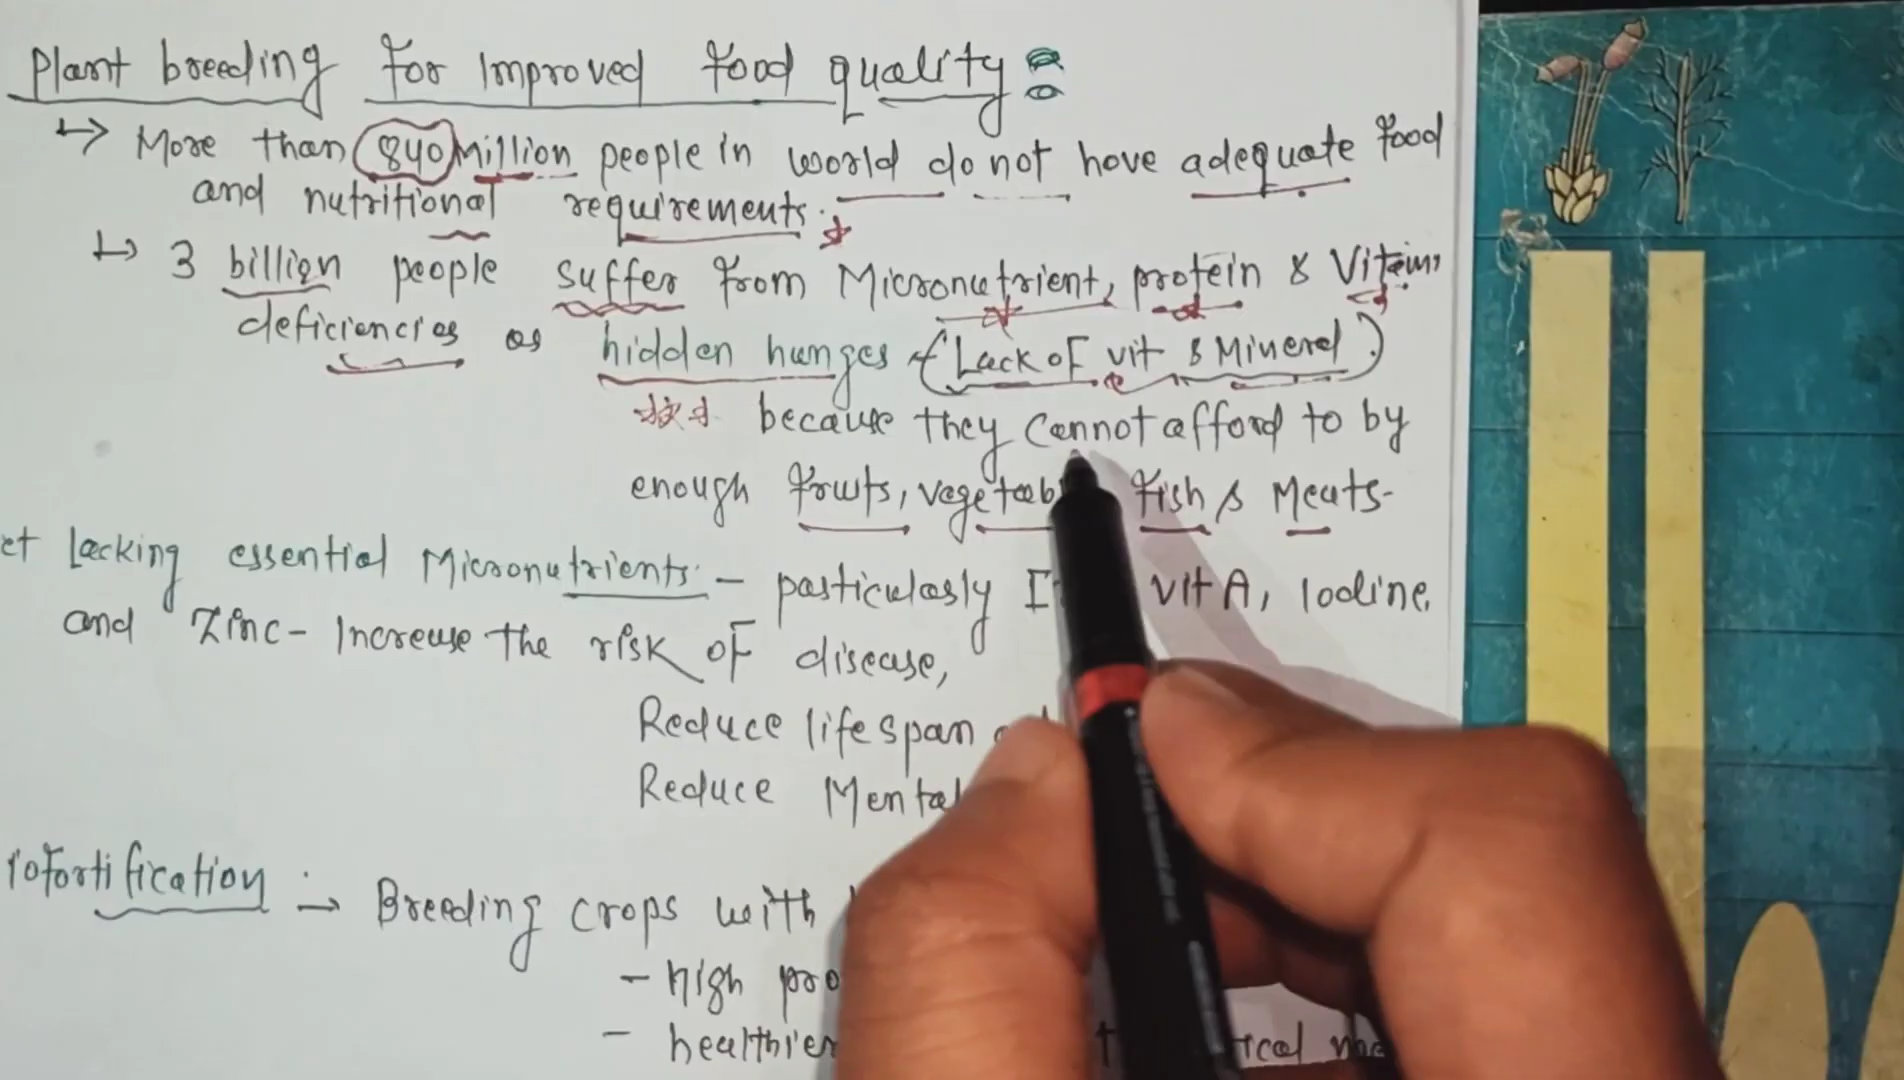 Plant breeding for Improved food quality :
↳ More than 840 Million people in world do not have adequate food
and nutritional requirements.
↳ 3 billion people suffer from Micronutrient, protein & Vitamin
deficiencies or hidden hunger (Lack of vit & Mineral)
because they cannot afford to by
enough fruits, vegetab fish & Meats-
et lacking essential Micronutrients - particularly I vit A, Iodine,
and Zinc - Increase the risk of disease,
Reduce lifespan
Reduce Mental
iofortification :→ Breeding crops with
- high pro
- healthier